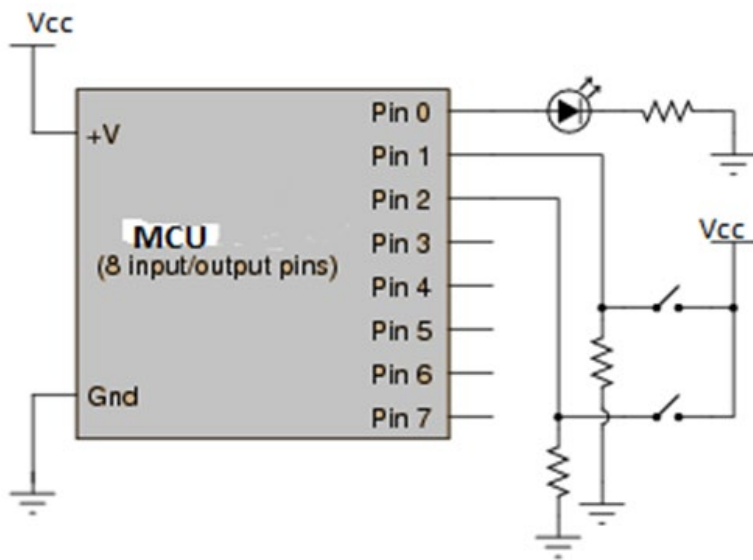 Vcc
+V
MCU
(8 input/output pins)
Gnd
Pin 0
Pin 1
Pin 2
Pin 3
Pin 4
Pin 5
Pin 6
Pin 7
Vcc